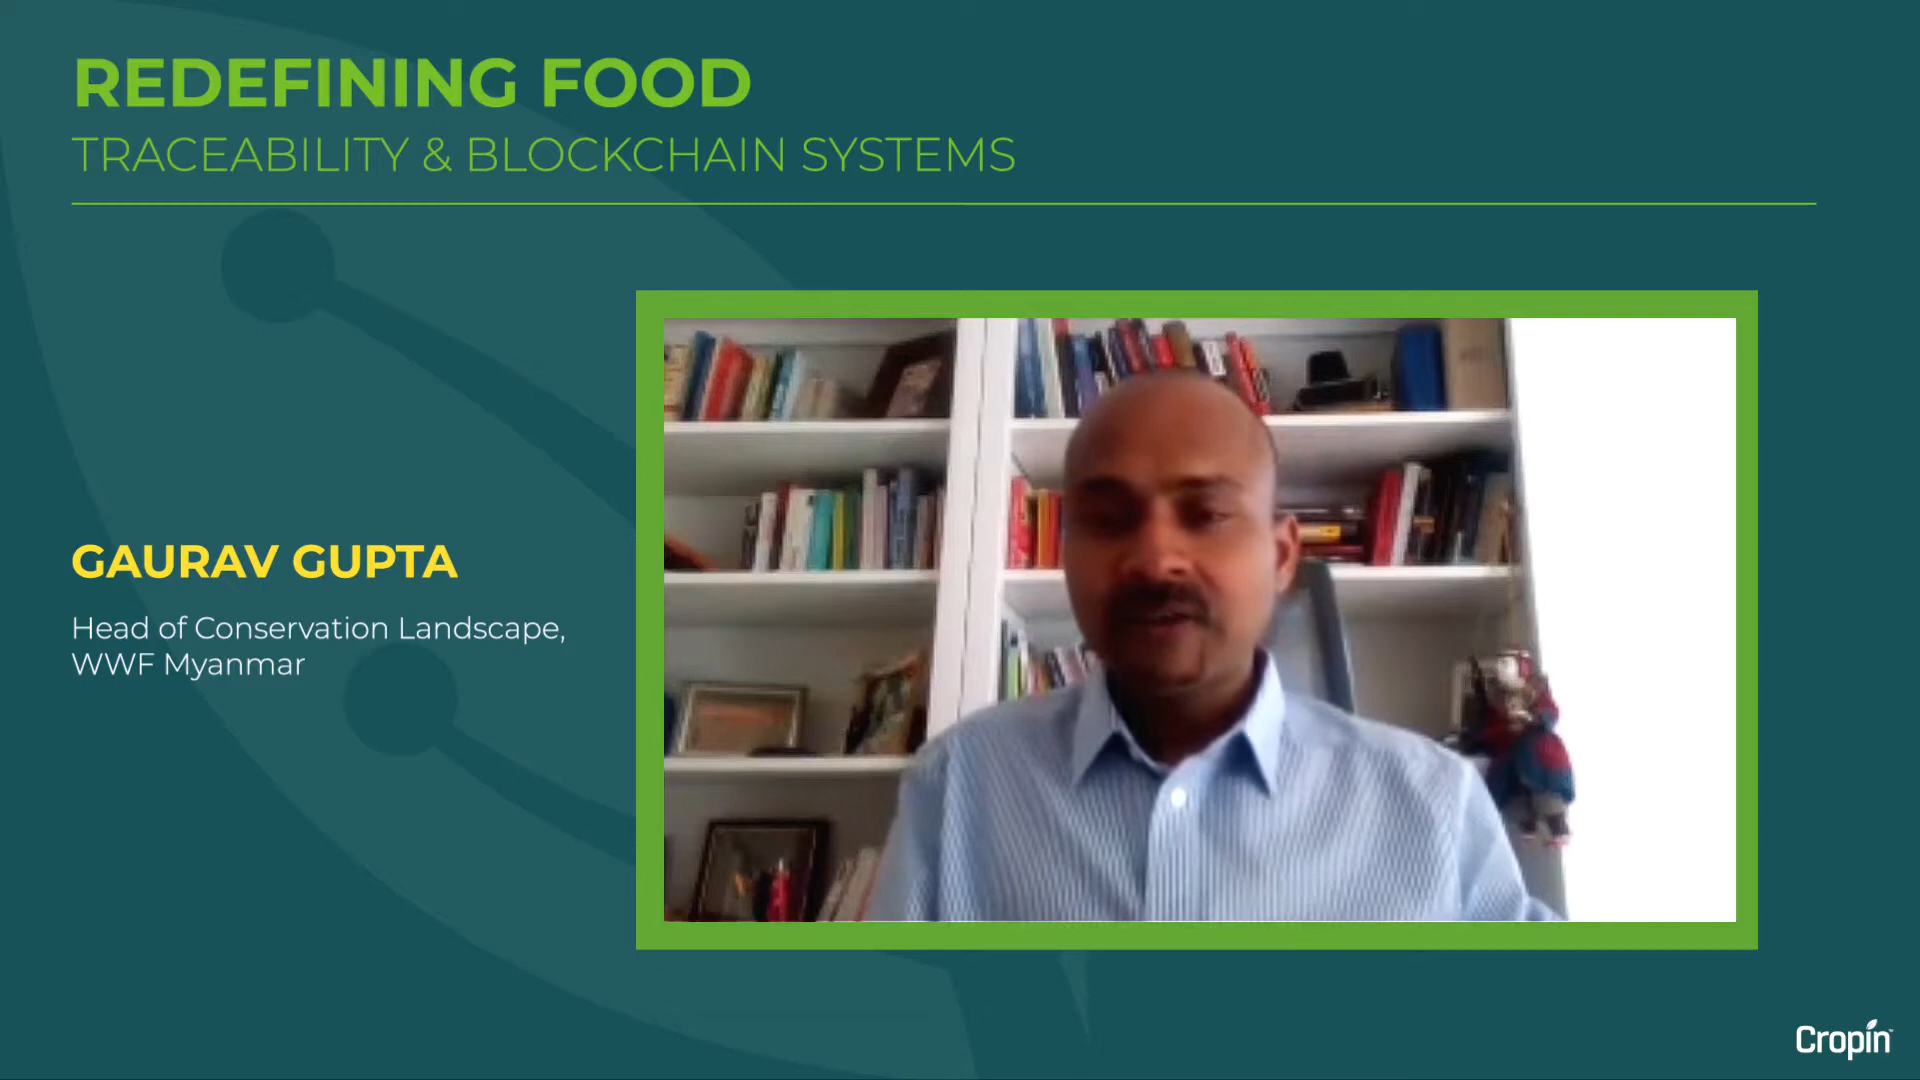 REDEFINING FOOD
TRACEABILITY & BLOCKCHAIN SYSTEMS
GAURAV GUPTA
Head of Conservation Landscape,
WWF Myanmar
Cropin